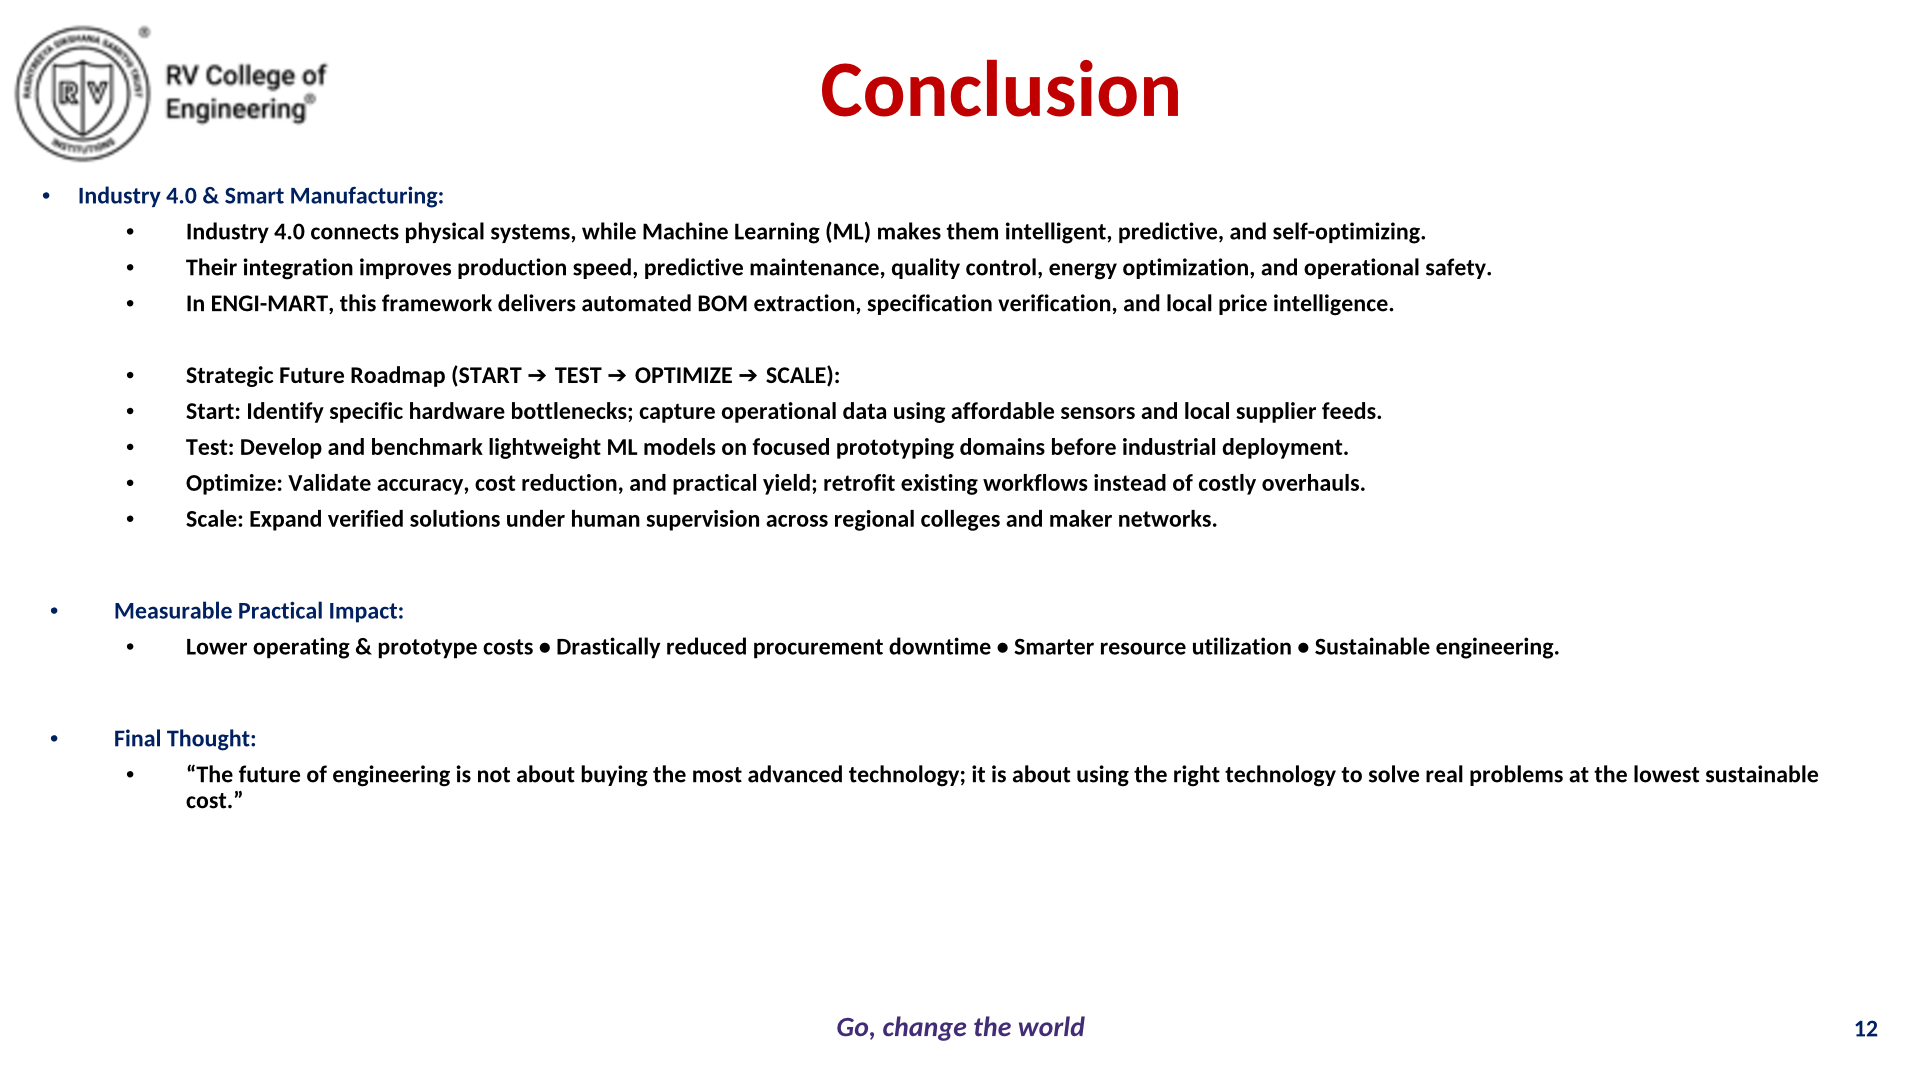 RASHTREEYA SIKSHANA SAMITHI TRUST
RV
INSTITUTIONS
®
RV College of
Engineering®
Conclusion
• Industry 4.0 & Smart Manufacturing:
• Industry 4.0 connects physical systems, while Machine Learning (ML) makes them intelligent, predictive, and self-optimizing.
• Their integration improves production speed, predictive maintenance, quality control, energy optimization, and operational safety.
• In ENGI-MART, this framework delivers automated BOM extraction, specification verification, and local price intelligence.
• Strategic Future Roadmap (START → TEST → OPTIMIZE → SCALE):
• Start: Identify specific hardware bottlenecks; capture operational data using affordable sensors and local supplier feeds.
• Test: Develop and benchmark lightweight ML models on focused prototyping domains before industrial deployment.
• Optimize: Validate accuracy, cost reduction, and practical yield; retrofit existing workflows instead of costly overhauls.
• Scale: Expand verified solutions under human supervision across regional colleges and maker networks.
• Measurable Practical Impact:
• Lower operating & prototype costs ● Drastically reduced procurement downtime ● Smarter resource utilization ● Sustainable engineering.
• Final Thought:
• “The future of engineering is not about buying the most advanced technology; it is about using the right technology to solve real problems at the lowest sustainable
cost.”
Go, change the world
12